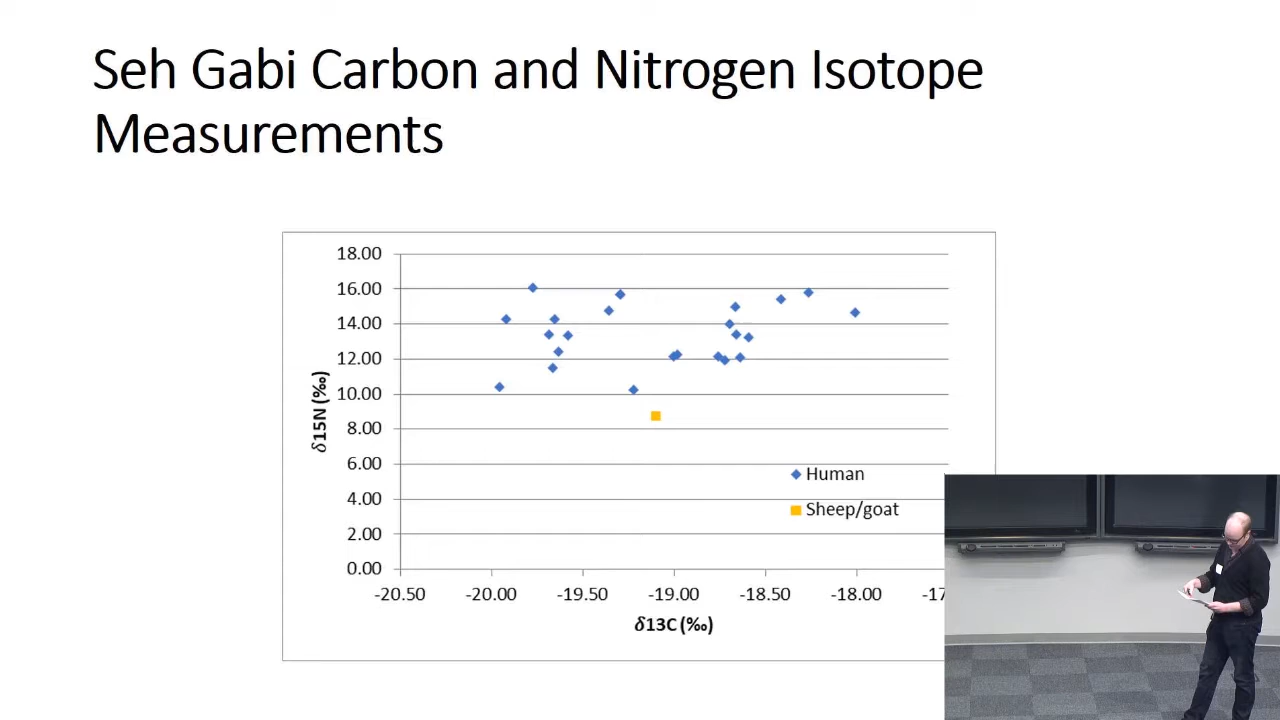 Seh Gabi Carbon and Nitrogen Isotope
Measurements
18.00
16.00
14.00
12.00
10.00
8.00
6.00
4.00
2.00
0.00
δ15N (‰)
Human
Sheep/goat
-20.50 -20.00 -19.50 -19.00 -18.50 -18.00 -17
δ13C (‰)